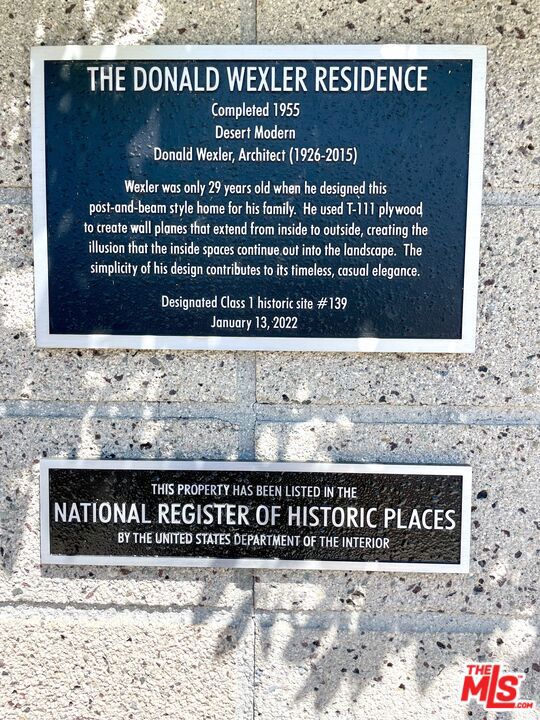 THE DONALD WEXLER RESIDENCE
Completed 1955
Desert Modern
Donald Wexler, Architect (1926-2015)
Wexler was only 29 years old when he designed this
post-and-beam style home for his family. He used T-111 plywood
to create wall planes that extend from inside to outside, creating the
illusion that the inside spaces continue out into the landscape. The
simplicity of his design contributes to its timeless, casual elegance.
Designated Class 1 historic site #139
January 13, 2022
THIS PROPERTY HAS BEEN LISTED IN THE
NATIONAL REGISTER OF HISTORIC PLACES
BY THE UNITED STATES DEPARTMENT OF THE INTERIOR
THE
MLS
.COM